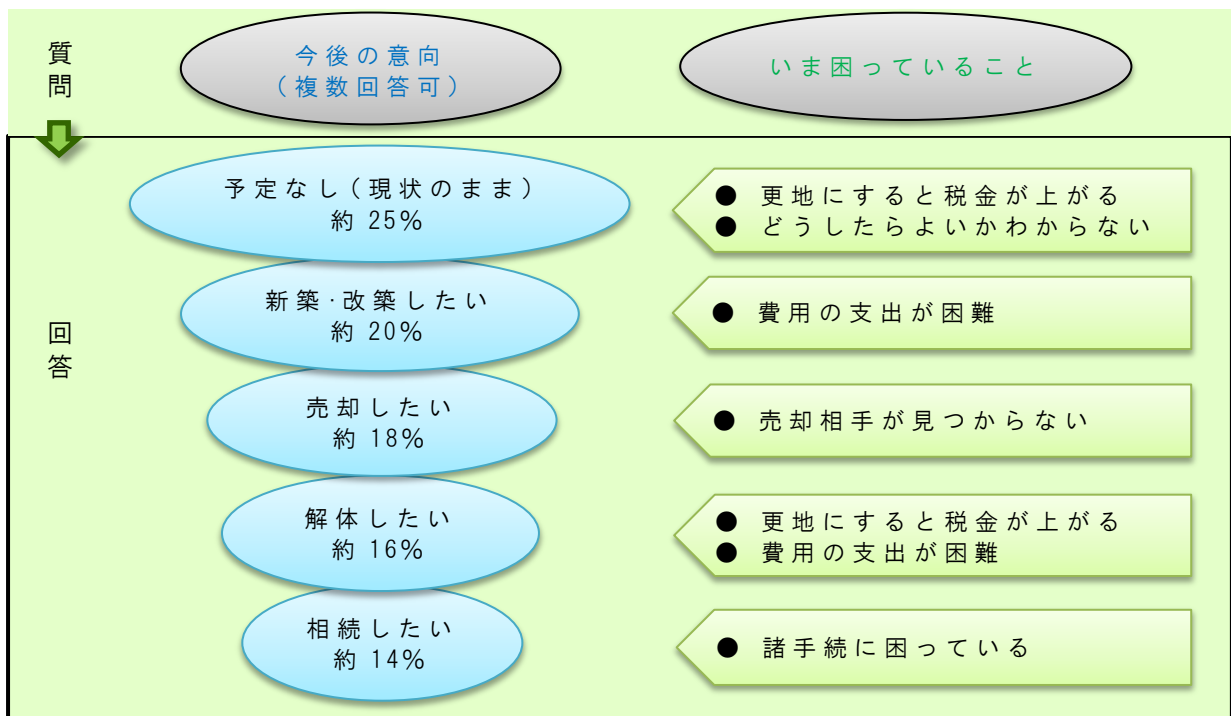 質問
今後の意向
（複数回答可）
いま困っていること
回答
予定なし（現状のまま）
約 25%
● 更地にすると税金が上がる
● どうしたらよいかわからない
新築・改築したい
約 20%
● 費用の支出が困難
売却したい
約 18%
● 売却相手が見つからない
解体したい
約 16%
● 更地にすると税金が上がる
● 費用の支出が困難
相続したい
約 14%
● 諸手続に困っている